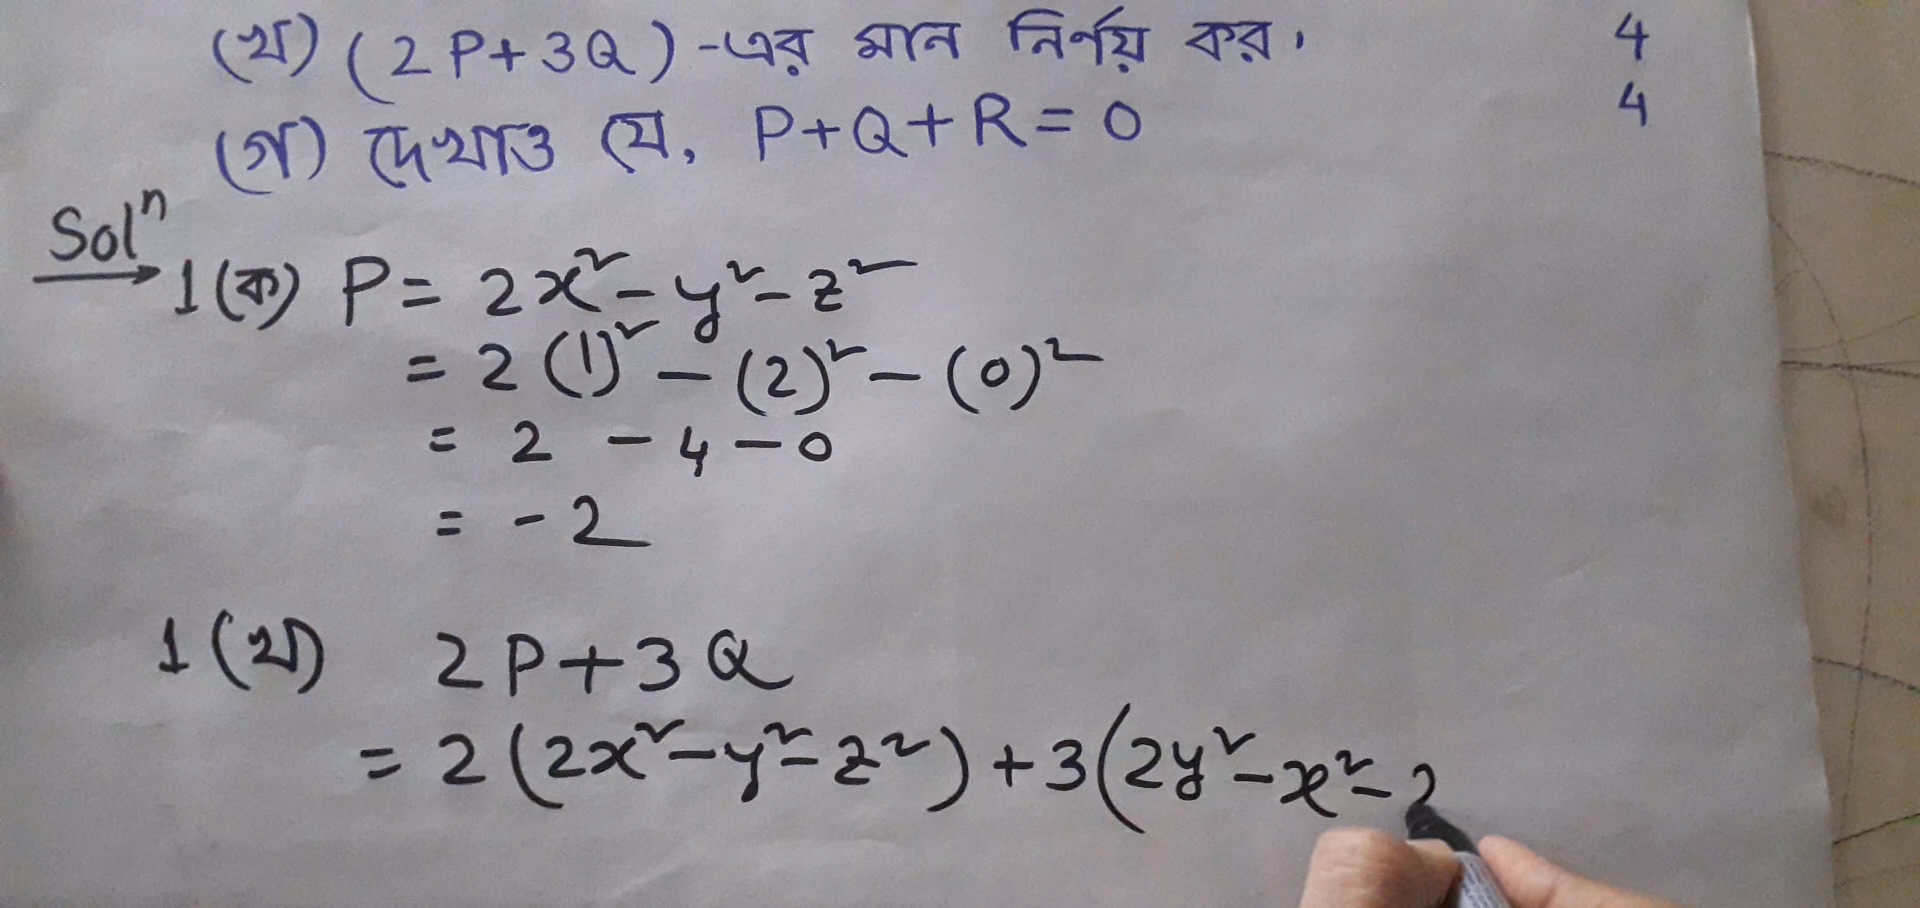 (খ) (2P+3Q)-এর মান নির্ণয় কর। 4
(গ) দেখাও যে, P+Q+R=0 4
Solⁿ
1(ক) P= 2x²-y²-z²
= 2(1)² - (2)² - (0)²
= 2 - 4 - 0
= -2
1(খ) 2P+3Q
= 2(2x²-y²-z²)+3(2y²-x²-